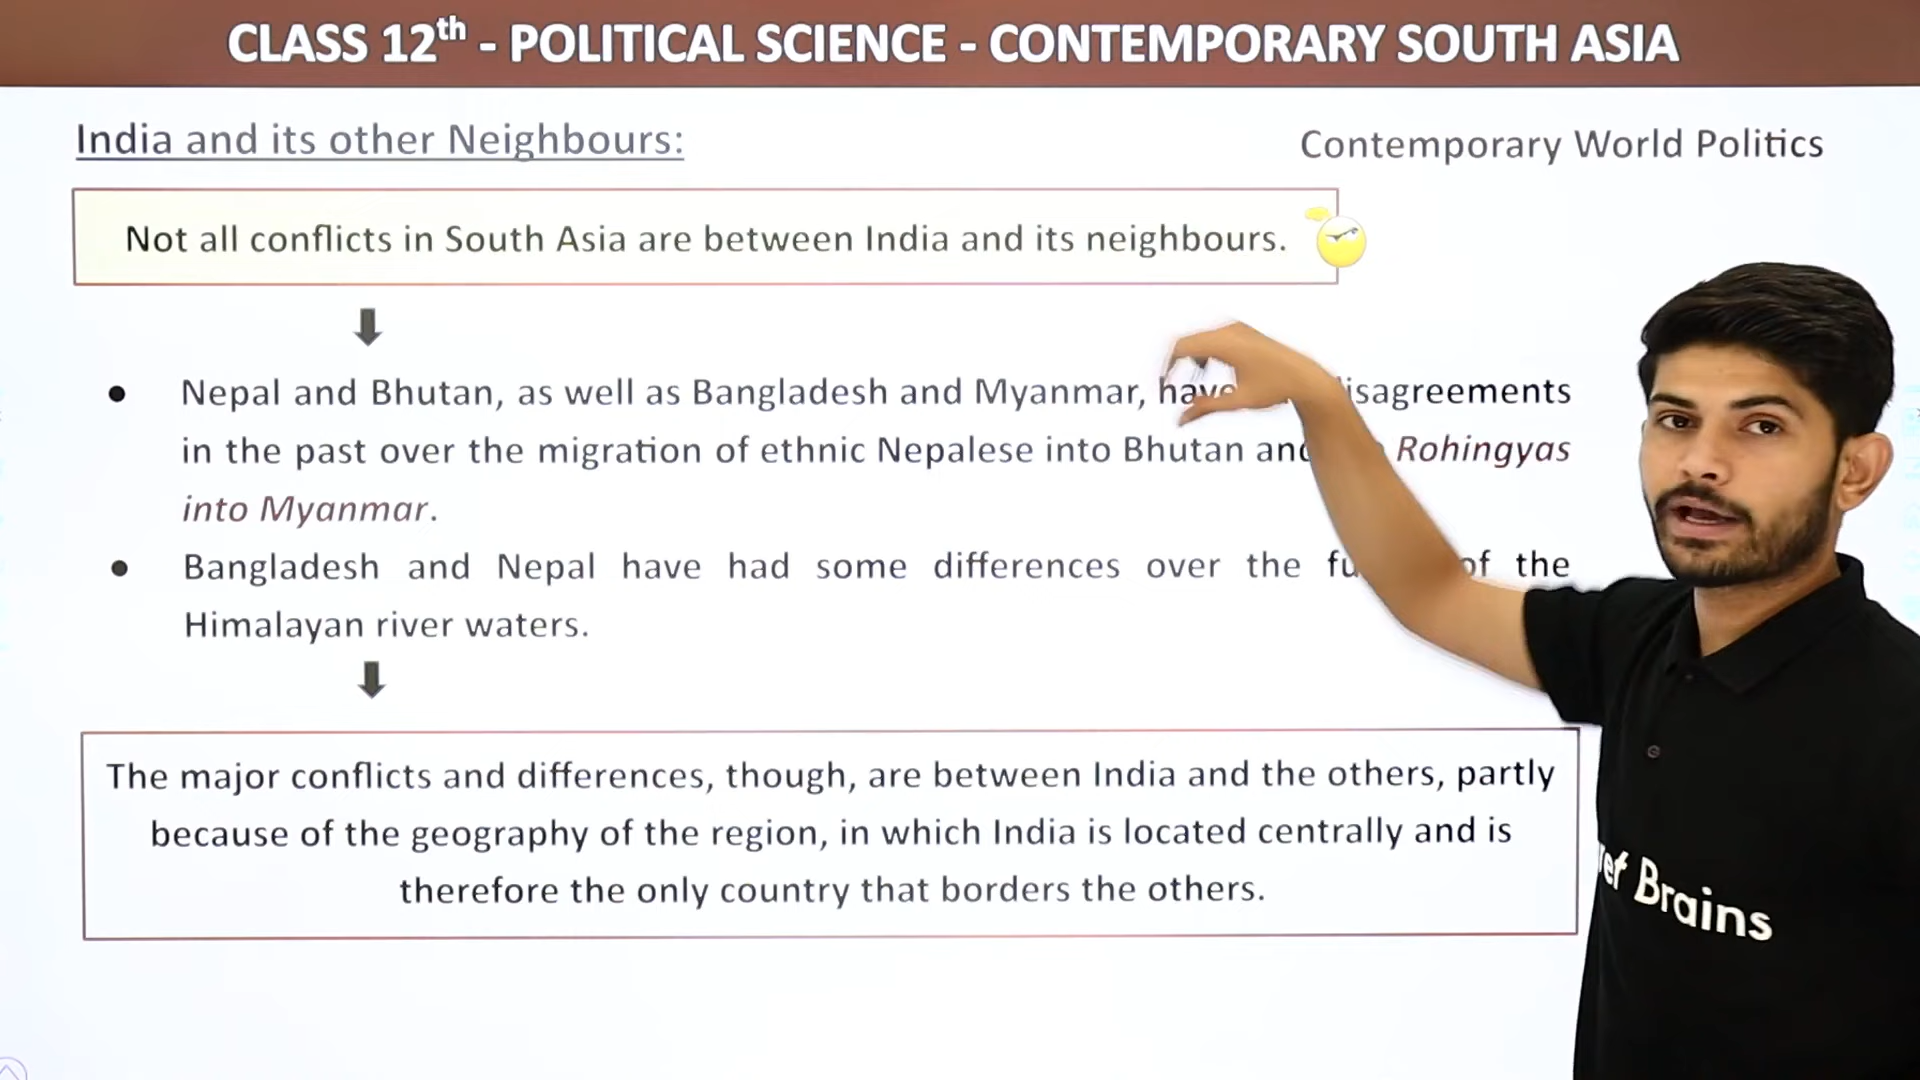 CLASS 12th - POLITICAL SCIENCE - CONTEMPORARY SOUTH ASIA
India and its other Neighbours:
Contemporary World Politics
Not all conflicts in South Asia are between India and its neighbours.
Nepal and Bhutan, as well as Bangladesh and Myanmar, have isagreements
in the past over the migration of ethnic Nepalese into Bhutan and Rohingyas
into Myanmar.
Bangladesh and Nepal have had some differences over the fu of the
Himalayan river waters.
The major conflicts and differences, though, are between India and the others, partly
because of the geography of the region, in which India is located centrally and is
therefore the only country that borders the others.
Brains